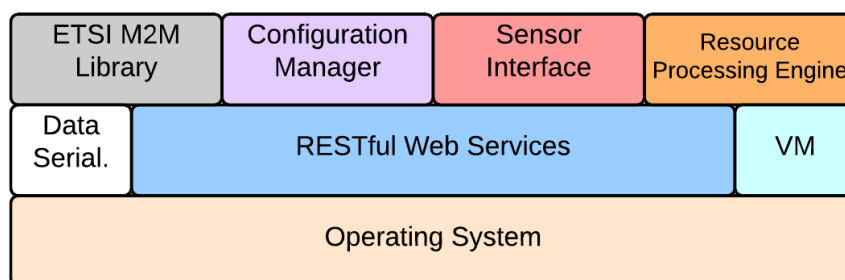 ETSI M2M
Library
Configuration
Manager
Sensor
Interface
Resource
Processing Engine
Data
Serial.
RESTful Web Services
VM
Operating System